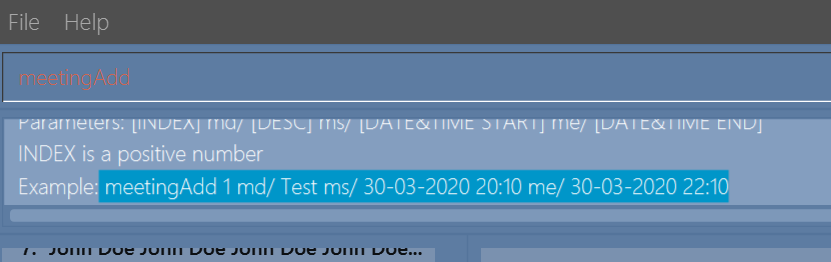 File Help
meetingAdd
Parameters: [INDEX] md/ [DESC] ms/ [DATE&TIME START] me/ [DATE&TIME END]
INDEX is a positive number
Example: meetingAdd 1 md/ Test ms/ 30-03-2020 20:10 me/ 30-03-2020 22:10
7. John Doe John Doe John Doe John Doe...